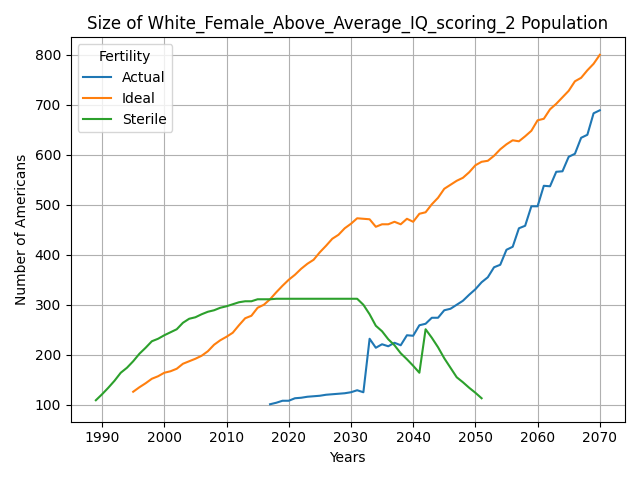 Size of White_Female_Above_Average_IQ_scoring_2 Population
Fertility
Actual
Ideal
Sterile
Number of Americans
800
700
600
500
400
300
200
100
1990 2000 2010 2020 2030 2040 2050 2060 2070
Years